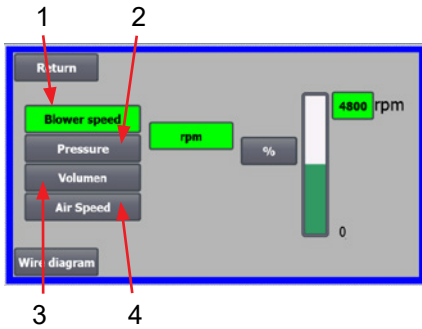 1 2
Return
Blower speed
4800 rpm
rpm
Pressure
%
Volumen
Air Speed
0
Wire diagram
3 4